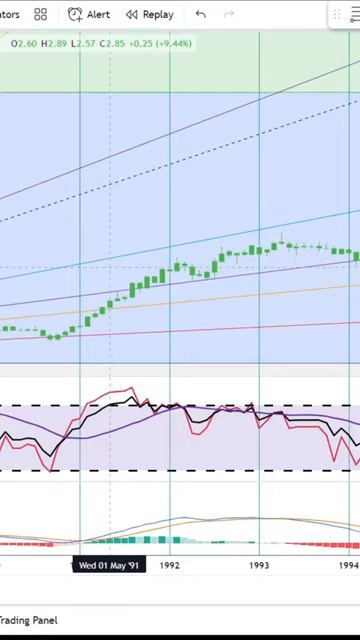 ators Alert Replay
O2.60 H2.89 L2.57 C2.85 +0.25 (+9.44%)
Wed 01 May '91 1992 1993 1994
Trading Panel